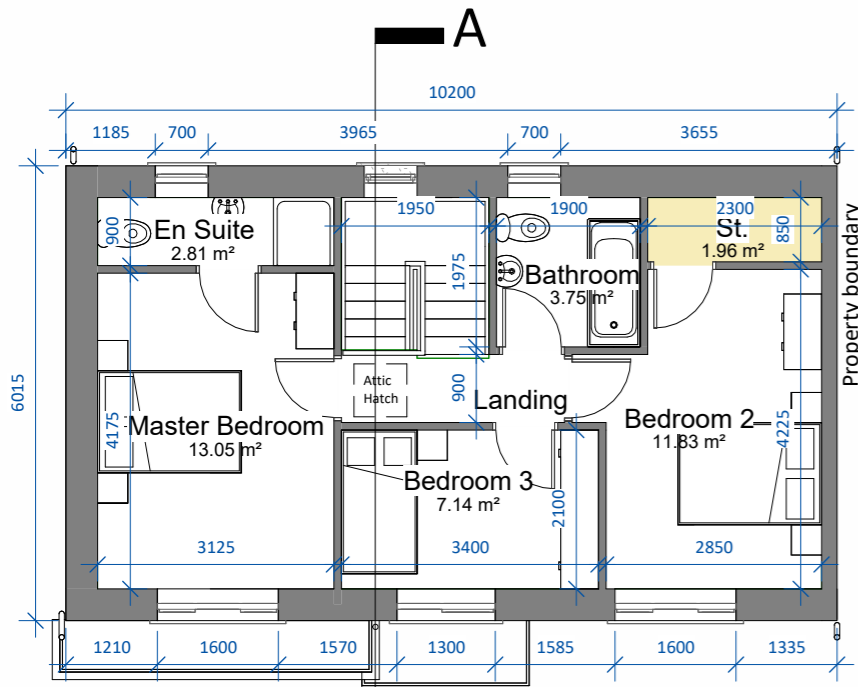 A
10200
1185
700
3965
700
3655
1950
1900
2300
900
En Suite
2.81 m²
1975
Bathroom
3.75 m²
St.
1.96 m²
850
Property boundary
6015
4175
Attic
Hatch
900
Landing
Master Bedroom
13.05 m²
Bedroom 2
11.83 m²
4225
Bedroom 3
7.14 m²
2100
3125
3400
2850
1210
1600
1570
1300
1585
1600
1335